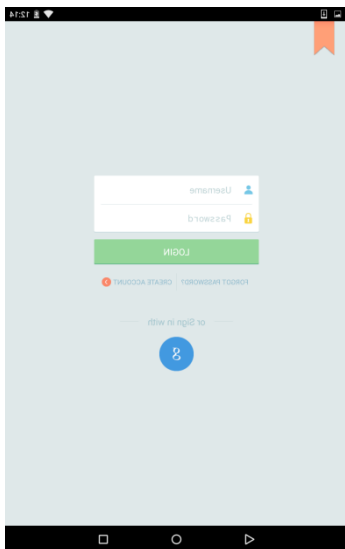 12:14
Username
Password
LOGIN
FORGOT PASSWORD? CREATE ACCOUNT
or Sign in with
g